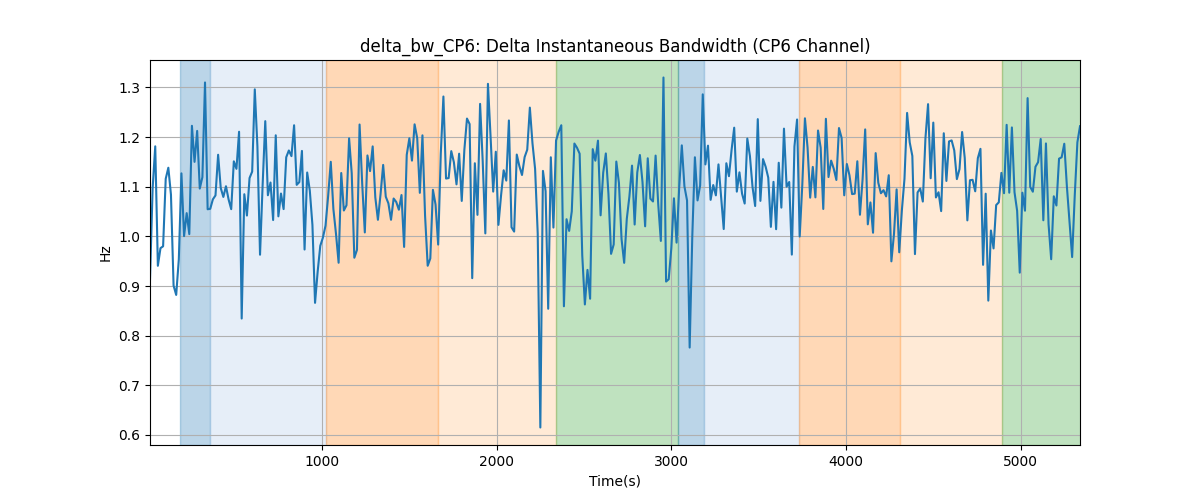 delta_bw_CP6: Delta Instantaneous Bandwidth (CP6 Channel)
1.3
1.2
1.1
1.0
0.9
0.8
0.7
0.6
Hz
1000 2000 3000 4000 5000
Time(s)